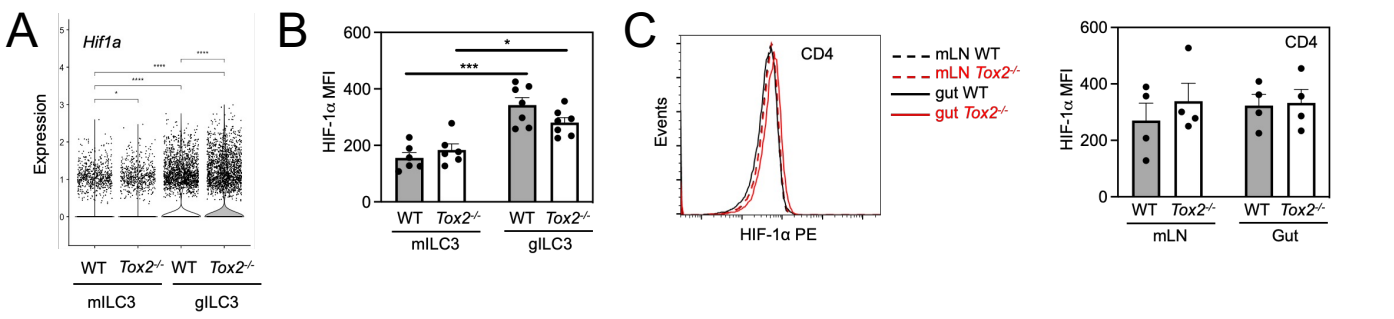 A
Hif1a
5
4
3
2
1
0
Expression
****
****
****
*
WT Tox2-/- WT Tox2-/-
mILC3 gILC3
B
600
400
200
0
HIF-1α MFI
*
***
WT Tox2-/- WT Tox2-/-
mILC3 gILC3
C
CD4
Events
HIF-1α PE
mLN WT
mLN Tox2-/-
gut WT
gut Tox2-/-
600
400
200
0
HIF-1α MFI
CD4
WT Tox2-/- WT Tox2-/-
mLN Gut